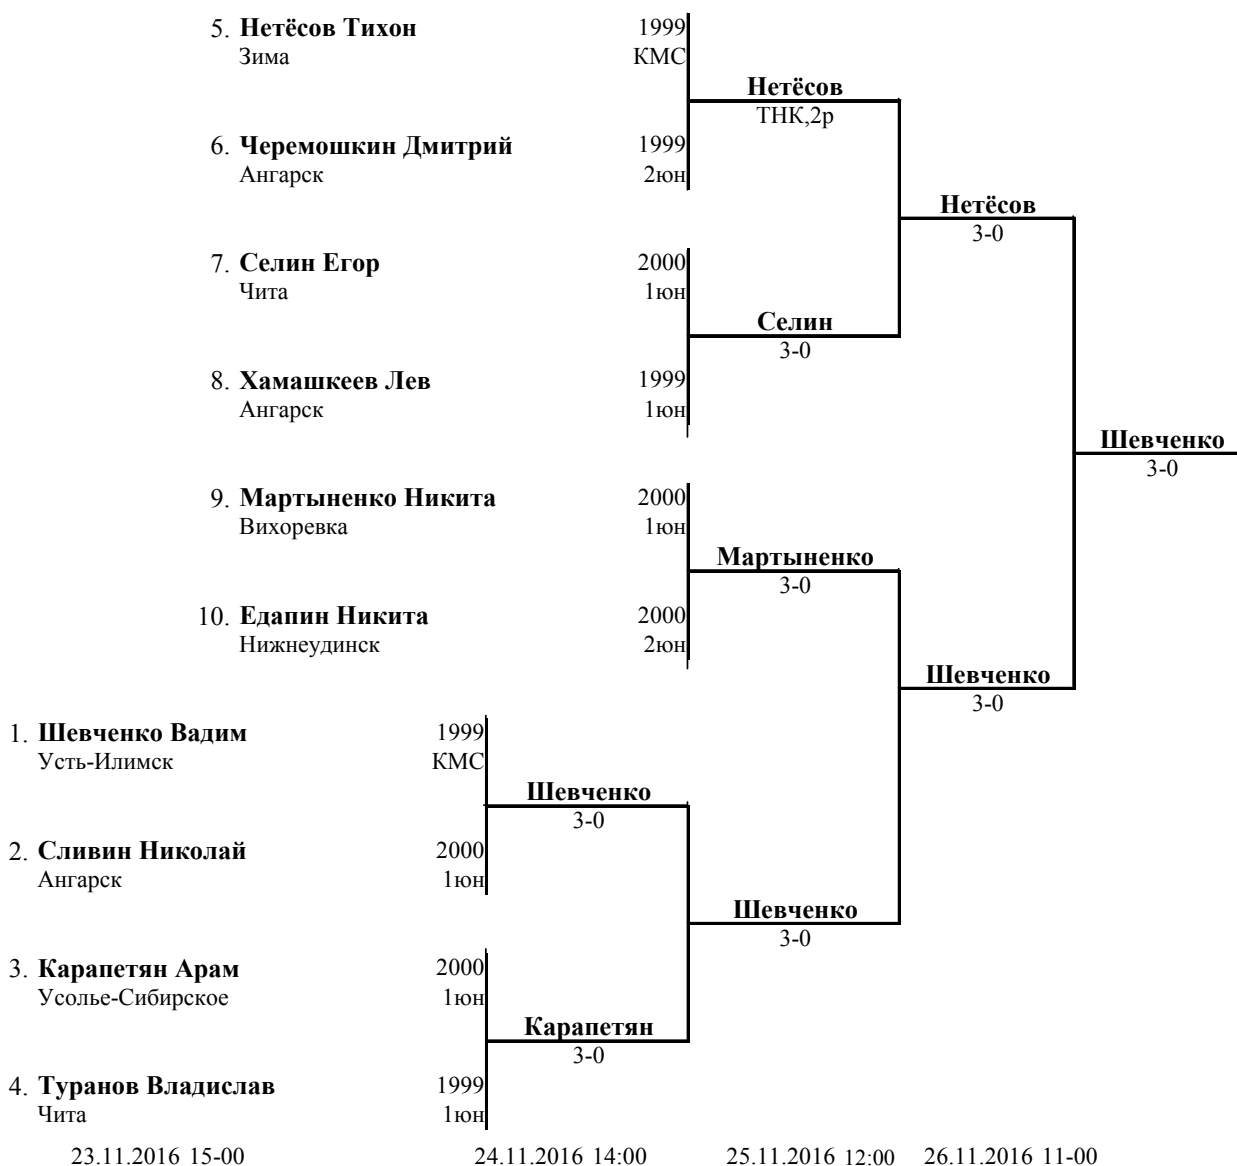 5. Нетёсов Тихон 1999
Зима КМС
Нетёсов
ТНК,2р
6. Черемошкин Дмитрий 1999
Ангарск 2юн
Нетёсов
3-0
7. Селин Егор 2000
Чита 1юн
Селин
3-0
8. Хамашкеев Лев 1999
Ангарск 1юн
Шевченко
3-0
9. Мартыненко Никита 2000
Вихоревка 1юн
Мартыненко
3-0
10. Едапин Никита 2000
Нижнеудинск 2юн
Шевченко
3-0
1. Шевченко Вадим 1999
Усть-Илимск КМС
Шевченко
3-0
2. Сливин Николай 2000
Ангарск 1юн
Шевченко
3-0
3. Карапетян Арам 2000
Усолье-Сибирское 1юн
Карапетян
3-0
4. Туранов Владислав 1999
Чита 1юн
23.11.2016 15-00 24.11.2016 14:00 25.11.2016 12:00 26.11.2016 11-00